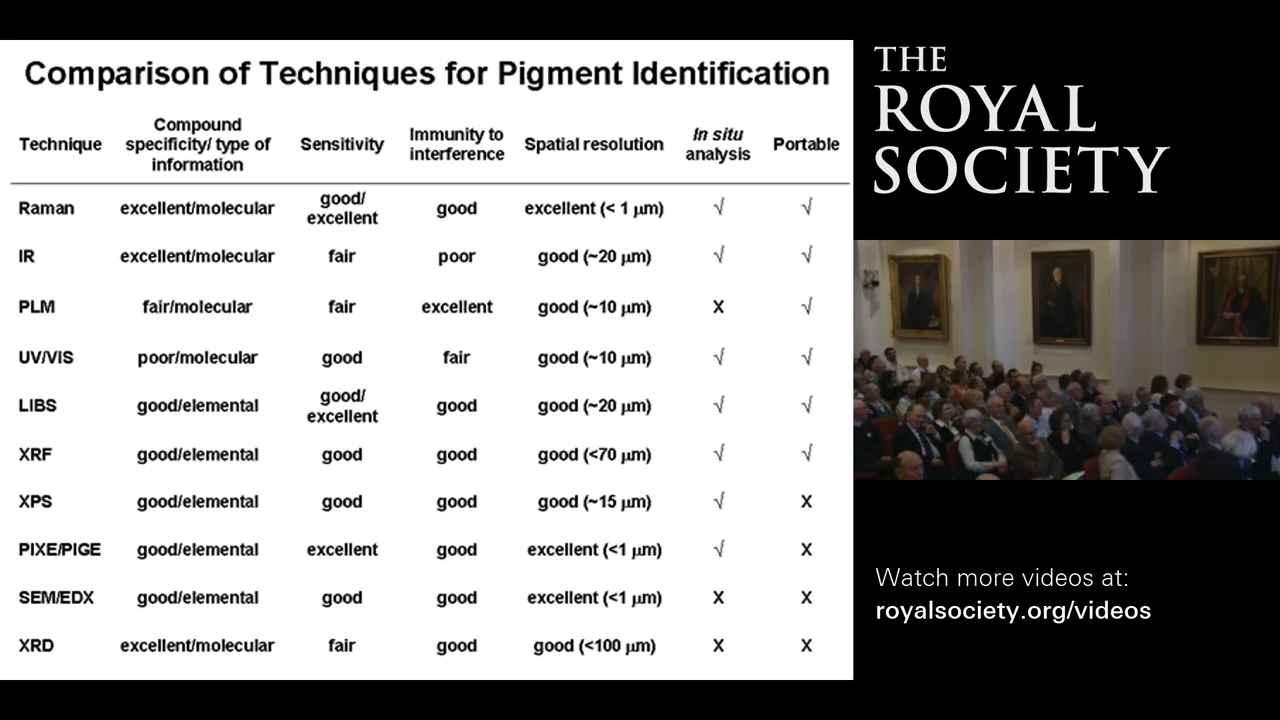 Comparison of Techniques for Pigment Identification
Technique Compound specificity/ type of information Sensitivity Immunity to interference Spatial resolution In situ analysis Portable
Raman excellent/molecular good/ excellent good excellent (< 1 μm) √ √
IR excellent/molecular fair poor good (~20 μm) √ √
PLM fair/molecular fair excellent good (~10 μm) X √
UV/VIS poor/molecular good fair good (~10 μm) √ √
LIBS good/elemental good/ excellent good good (~20 μm) √ √
XRF good/elemental good good good (<70 μm) √ √
XPS good/elemental good good good (~15 μm) √ X
PIXE/PIGE good/elemental excellent good excellent (<1 μm) √ X
SEM/EDX good/elemental good good excellent (<1 μm) X X
XRD excellent/molecular fair good good (<100 μm) X X
THE
ROYAL
SOCIETY
Watch more videos at:
royalsociety.org/videos